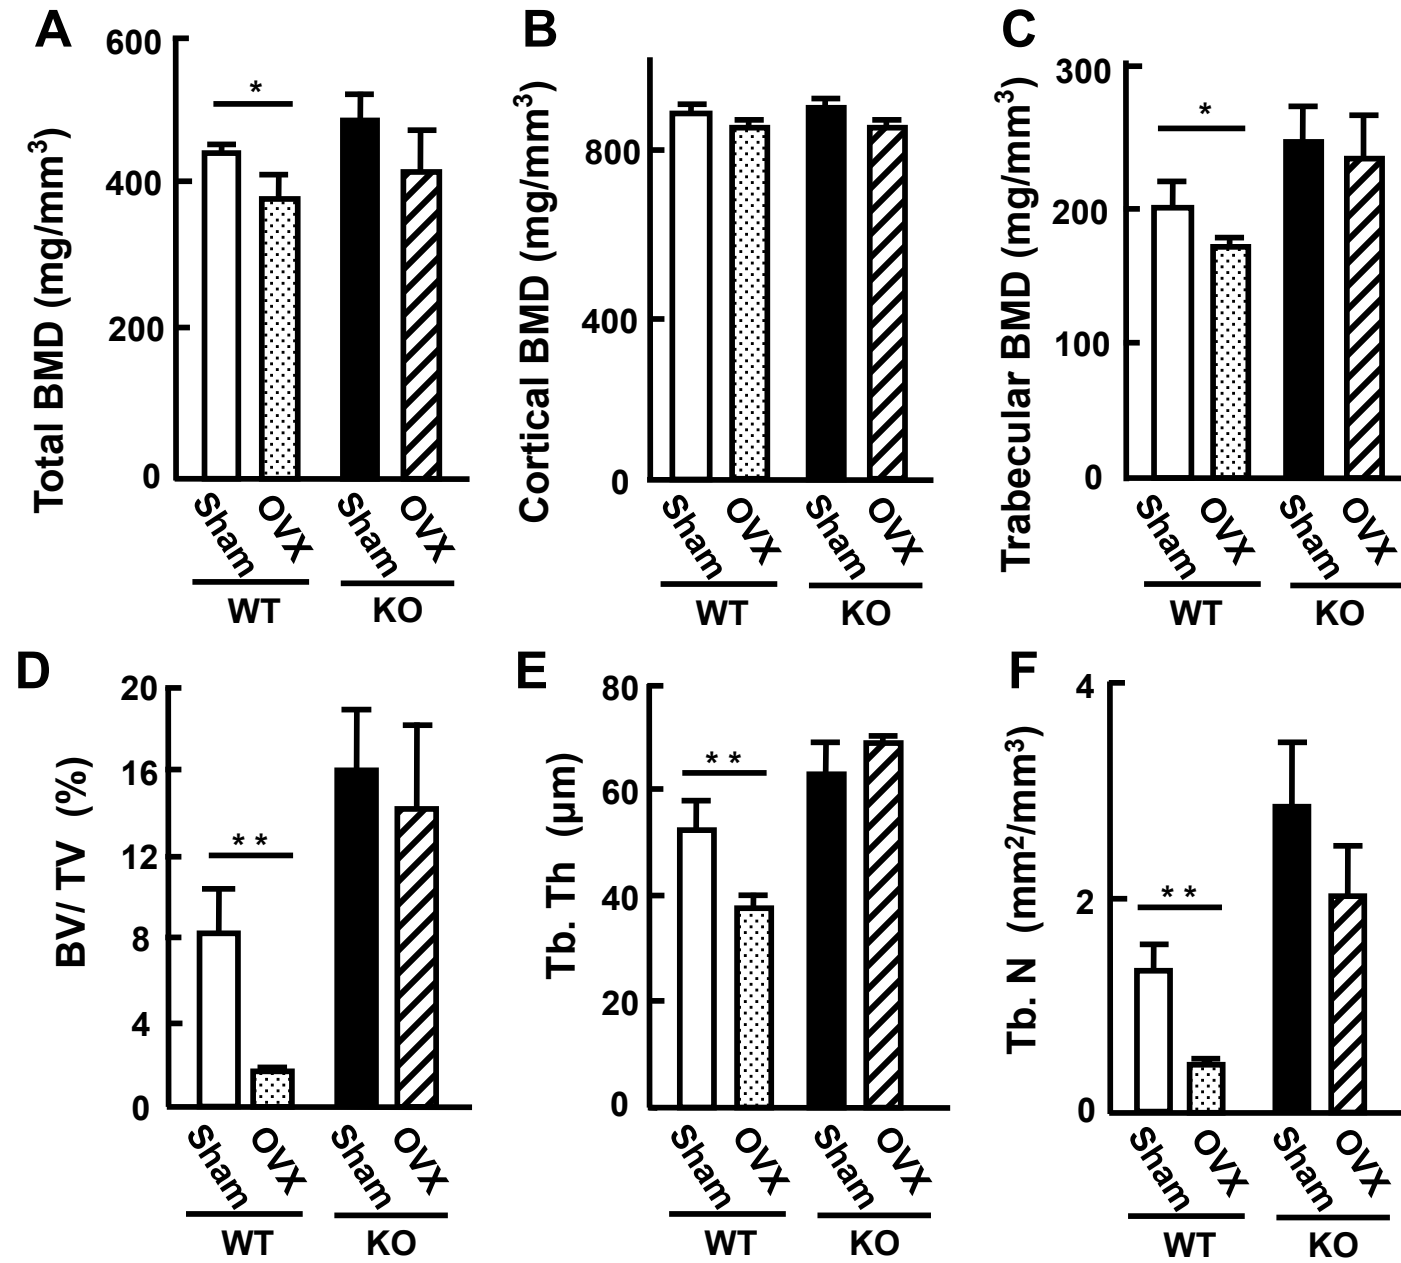 A
Total BMD (mg/mm3)
600
400
200
0
*
Sham
OVX
Sham
OVX
WT
KO
B
Cortical BMD (mg/mm3)
800
400
0
Sham
OVX
Sham
OVX
WT
KO
C
Trabecular BMD (mg/mm3)
300
200
100
0
*
Sham
OVX
Sham
OVX
WT
KO
D
BV/ TV (%)
20
16
12
8
4
0
* *
Sham
OVX
Sham
OVX
WT
KO
E
Tb. Th (μm)
80
60
40
20
0
* *
Sham
OVX
Sham
OVX
WT
KO
F
Tb. N (mm2/mm3)
4
2
0
* *
Sham
OVX
Sham
OVX
WT
KO